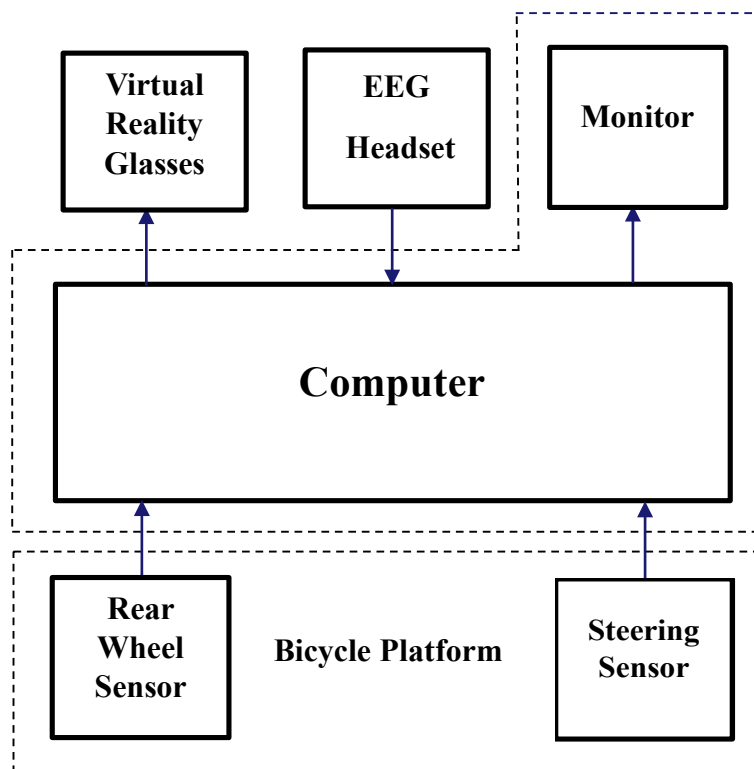 Virtual
Reality
Glasses
EEG
Headset
Monitor
Computer
Rear
Wheel
Sensor
Bicycle Platform
Steering
Sensor